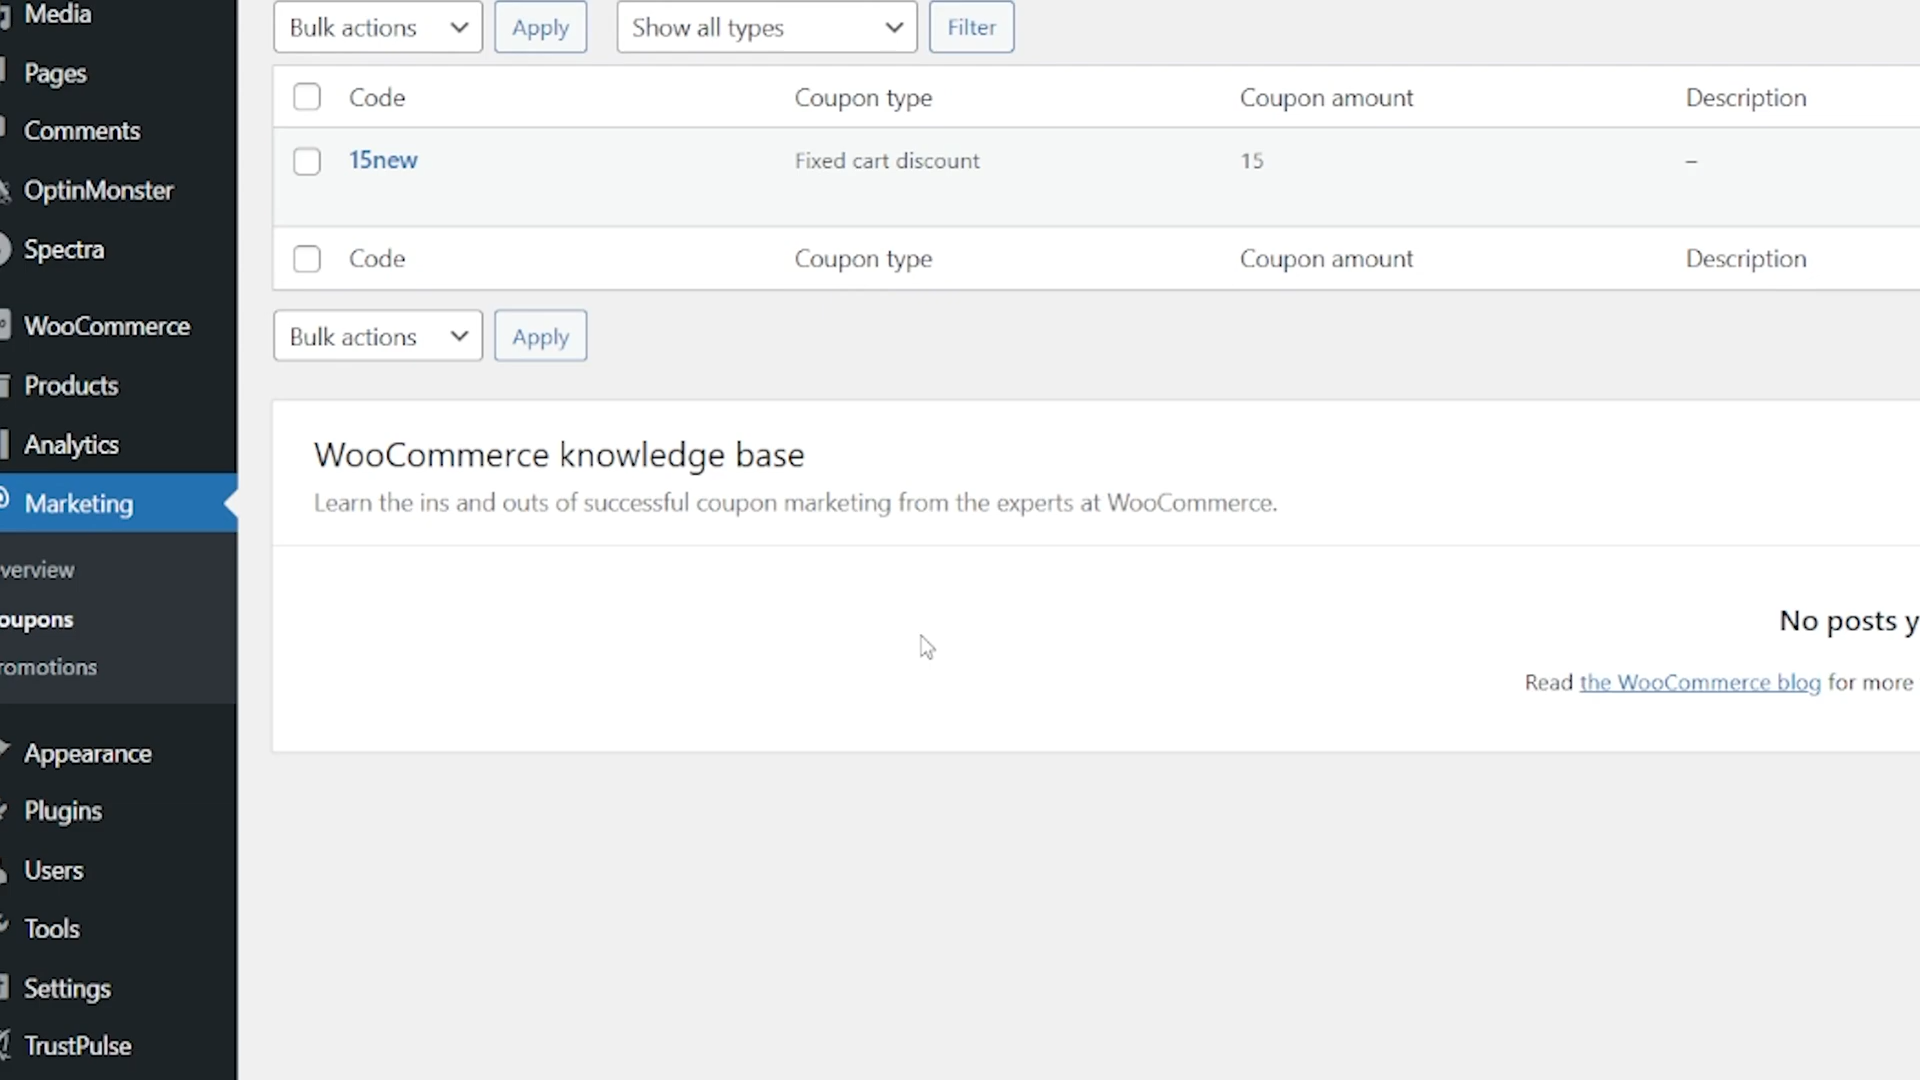 Media
Pages
Comments
OptinMonster
Spectra
WooCommerce
Products
Analytics
Marketing
verview
oupons
romotions
Appearance
Plugins
Users
Tools
Settings
TrustPulse
Bulk actions Apply Show all types Filter
Code Coupon type Coupon amount Description
15new Fixed cart discount 15 –
Code Coupon type Coupon amount Description
Bulk actions Apply
WooCommerce knowledge base
Learn the ins and outs of successful coupon marketing from the experts at WooCommerce.
No posts y
Read the WooCommerce blog for more